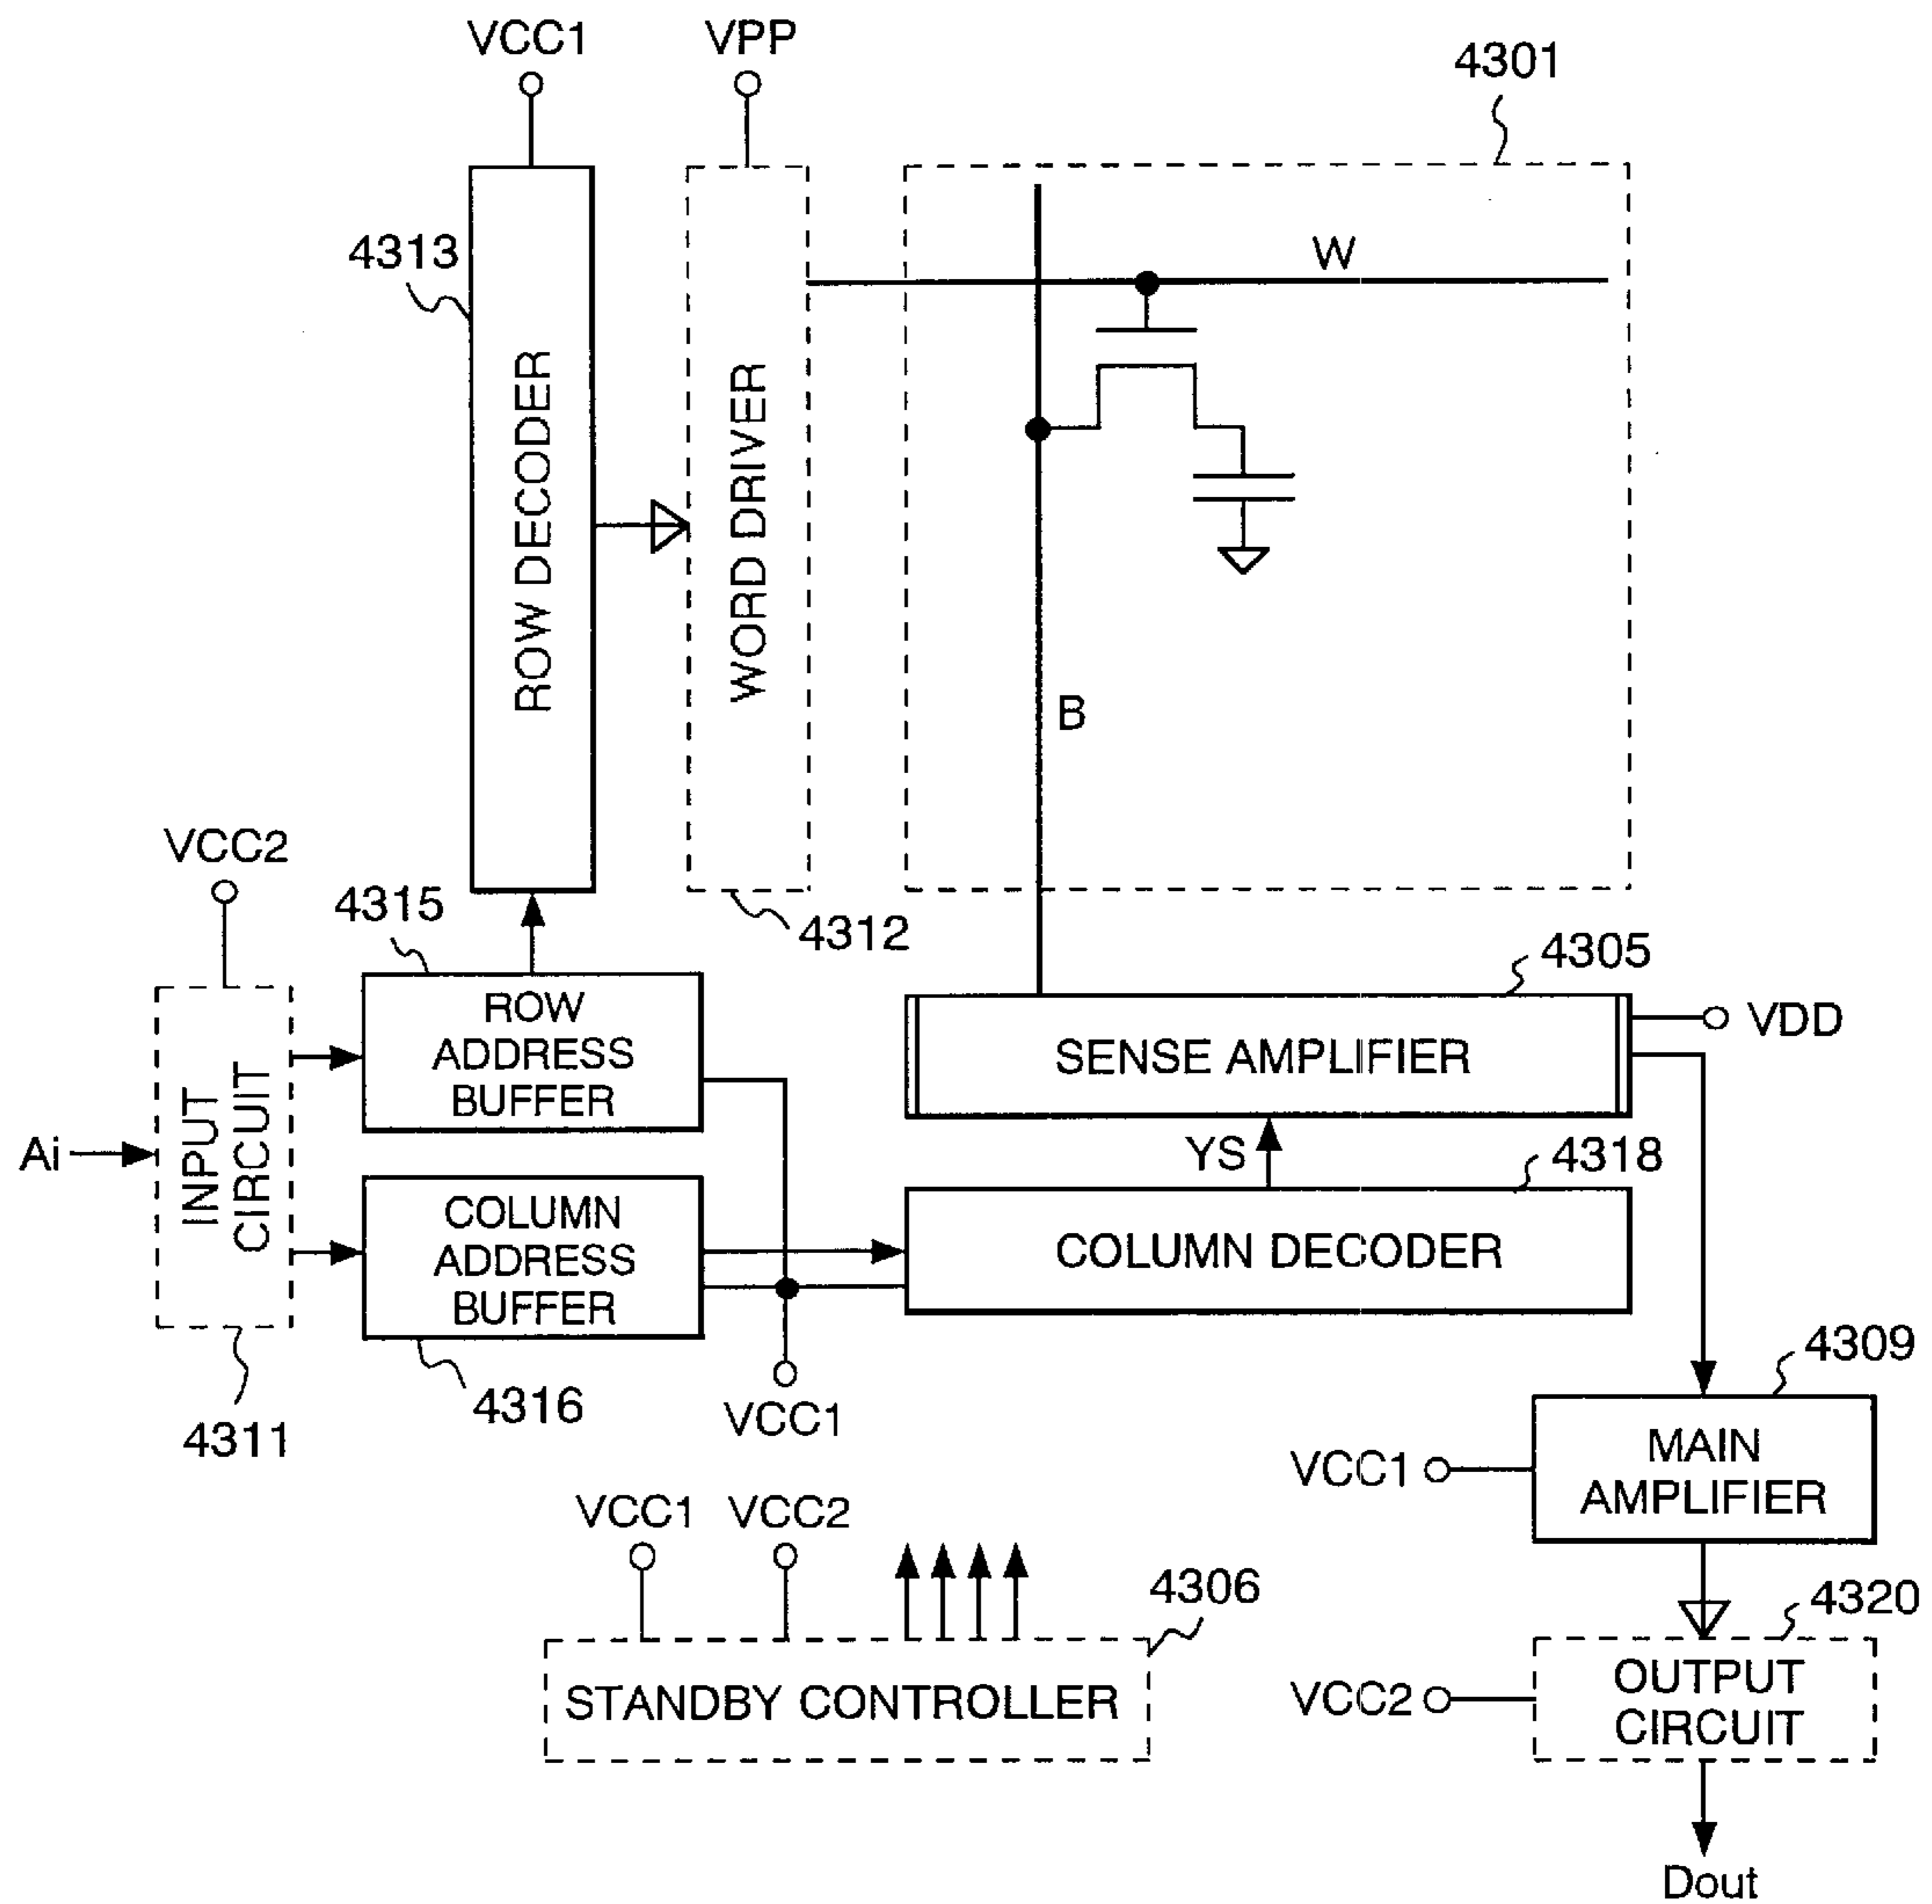 VCC1
VPP
4301
4313
ROW DECODER
WORD DRIVER
W
B
VCC2
4315
4312
4305
ROW
ADDRESS
BUFFER
SENSE AMPLIFIER
VDD
Ai
INPUT
CIRCUIT
YS
4318
COLUMN
ADDRESS
BUFFER
COLUMN DECODER
4311
4316
VCC1
4309
VCC1
MAIN
AMPLIFIER
VCC1
VCC2
4306
4320
STANDBY CONTROLLER
VCC2
OUTPUT
CIRCUIT
Dout